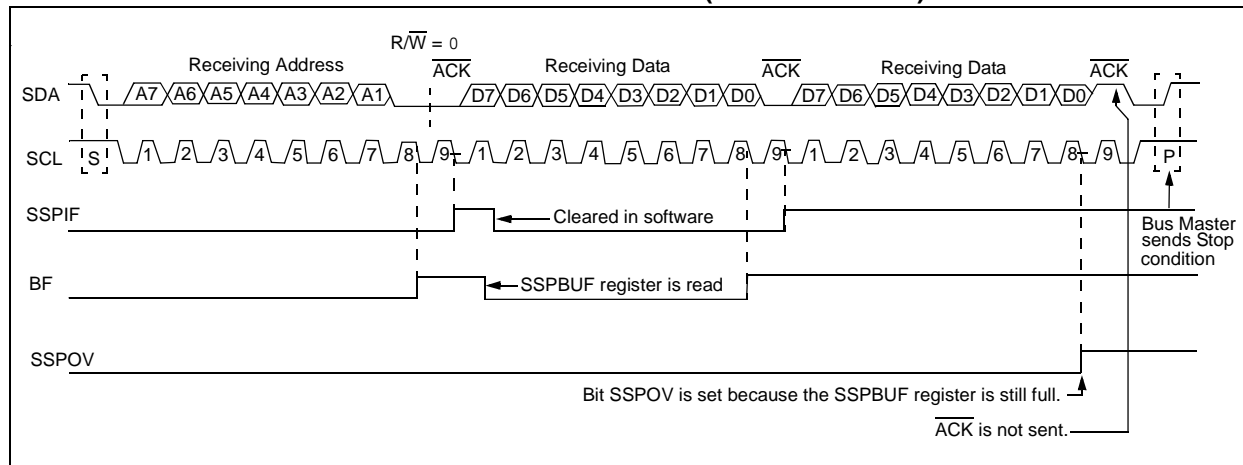 R/W = 0
Receiving Address ACK Receiving Data ACK Receiving Data ACK
SDA A7 A6 A5 A4 A3 A2 A1 D7 D6 D5 D4 D3 D2 D1 D0 D7 D6 D5 D4 D3 D2 D1 D0
SCL S 1 2 3 4 5 6 7 8 9 1 2 3 4 5 6 7 8 9 1 2 3 4 5 6 7 8 9 P
SSPIF
Cleared in software
Bus Master
sends Stop
condition
BF
SSPBUF register is read
SSPOV
Bit SSPOV is set because the SSPBUF register is still full.
ACK is not sent.